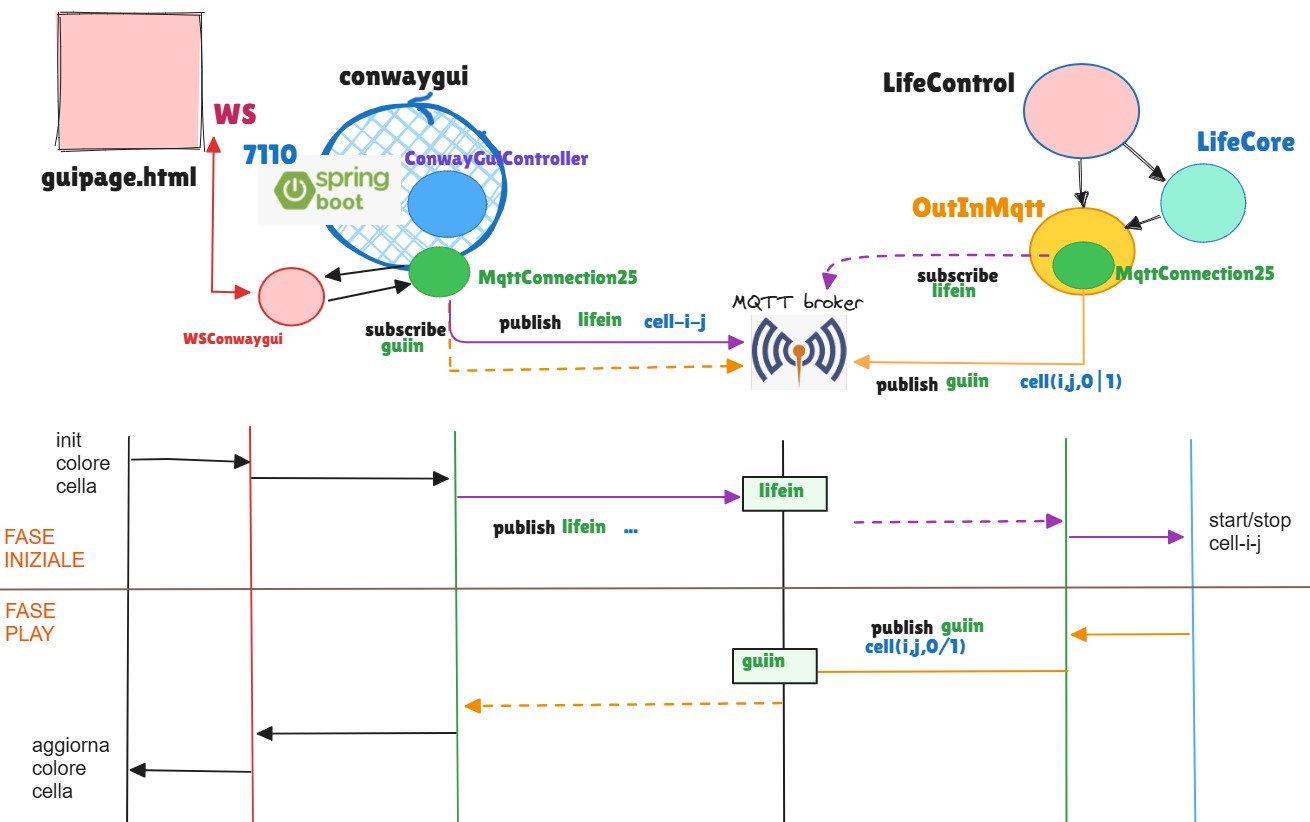 conwaygui
LifeControl
WS
LifeCore
7110
ConwayGuiController
guipage.html
spring
boot
OutInMqtt
MqttConnection25
MqttConnection25
subscribe
lifein
MQTT broker
WSConwaygui
subscribe
guiin
publish lifein cell-i-j
publish guiin cell(i,j,0|1)
init
colore
cella
lifein
publish lifein ...
start/stop
cell-i-j
FASE
INIZIALE
FASE
PLAY
publish guiin
cell(i,j,0/1)
guiin
aggiorna
colore
cella